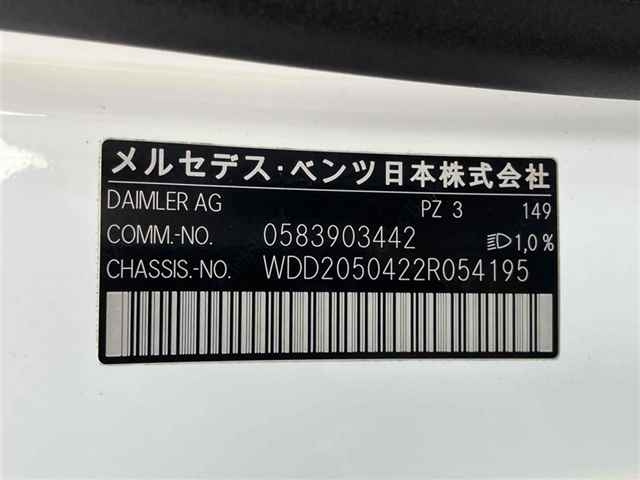 メルセデス・ベンツ日本株式会社
DAIMLER AG PZ 3 149
COMM.-NO. 0583903442 1,0%
CHASSIS.-NO. WDD2050422R054195